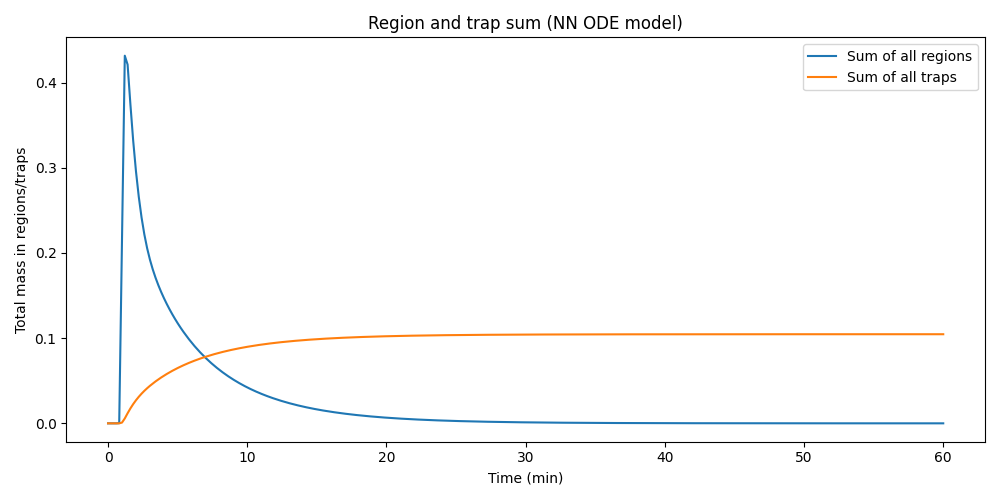 Region and trap sum (NN ODE model)
Sum of all regions
Sum of all traps
Total mass in regions/traps
0.4
0.3
0.2
0.1
0.0
0 10 20 30 40 50 60
Time (min)